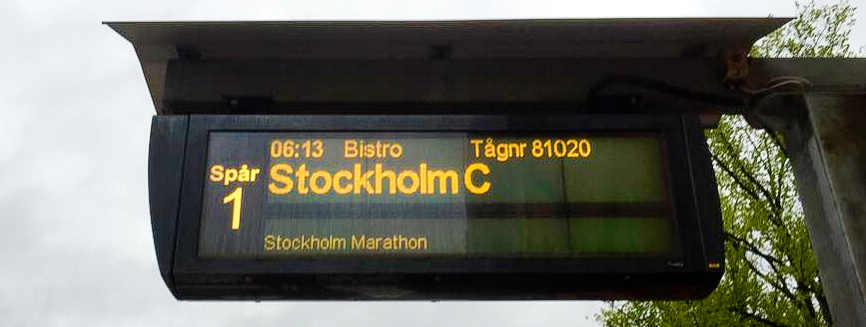 06:13 Bistro Tågnr 81020
Spår 1
Stockholm C
Stockholm Marathon